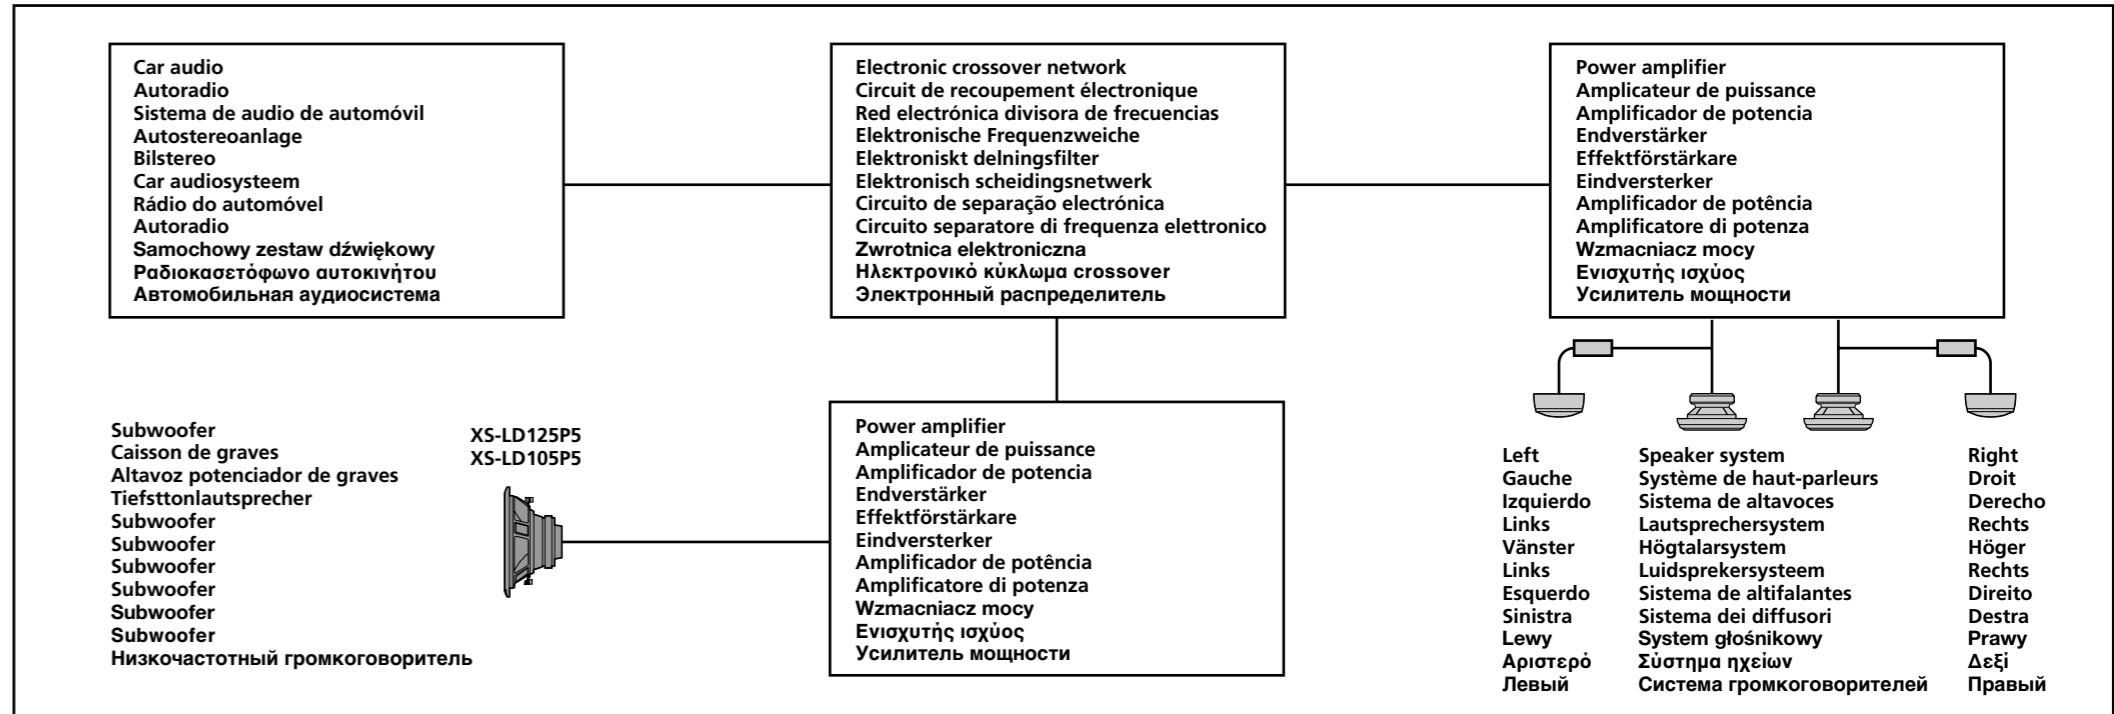 Car audio
Autoradio
Sistema de audio de automóvil
Autostereoanlage
Bilstereo
Car audiosysteem
Rádio do automóvel
Autoradio
Samochowy zestaw dźwiękowy
Ραδιοκασετόφωνο αυτοκινήτου
Автомобильная аудиосистема
Electronic crossover network
Circuit de recoupement électronique
Red electrónica divisora de frecuencias
Elektronische Frequenzweiche
Elektroniskt delningsfilter
Elektronisch scheidingsnetwerk
Circuito de separação electrónica
Circuito separatore di frequenza elettronico
Zwrotnica elektroniczna
Ηλεκτρονικό κύκλωμα crossover
Электронный распределитель
Power amplifier
Amplicateur de puissance
Amplificador de potencia
Endverstärker
Effektförstärkare
Eindversterker
Amplificador de potência
Amplificatore di potenza
Wzmacniacz mocy
Ενισχυτής ισχύος
Усилитель мощности
Subwoofer
Caisson de graves
Altavoz potenciador de graves
Tiefsttonlautsprecher
Subwoofer
Subwoofer
Subwoofer
Subwoofer
Subwoofer
Subwoofer
Низкочастотный громкоговоритель
XS-LD125P5
XS-LD105P5
Power amplifier
Amplicateur de puissance
Amplificador de potencia
Endverstärker
Effektförstärkare
Eindversterker
Amplificador de potência
Amplificatore di potenza
Wzmacniacz mocy
Ενισχυτής ισχύος
Усилитель мощности
Left
Gauche
Izquierdo
Links
Vänster
Links
Esquerdo
Sinistra
Lewy
Αριστερό
Левый
Speaker system
Système de haut-parleurs
Sistema de altavoces
Lautsprechersystem
Högtalarsystem
Luidsprekersysteem
Sistema de altifalantes
Sistema dei diffusori
System głośnikowy
Σύστημα ηχείων
Система громкоговорителей
Right
Droit
Derecho
Rechts
Höger
Rechts
Direito
Destra
Prawy
Δεξί
Правый